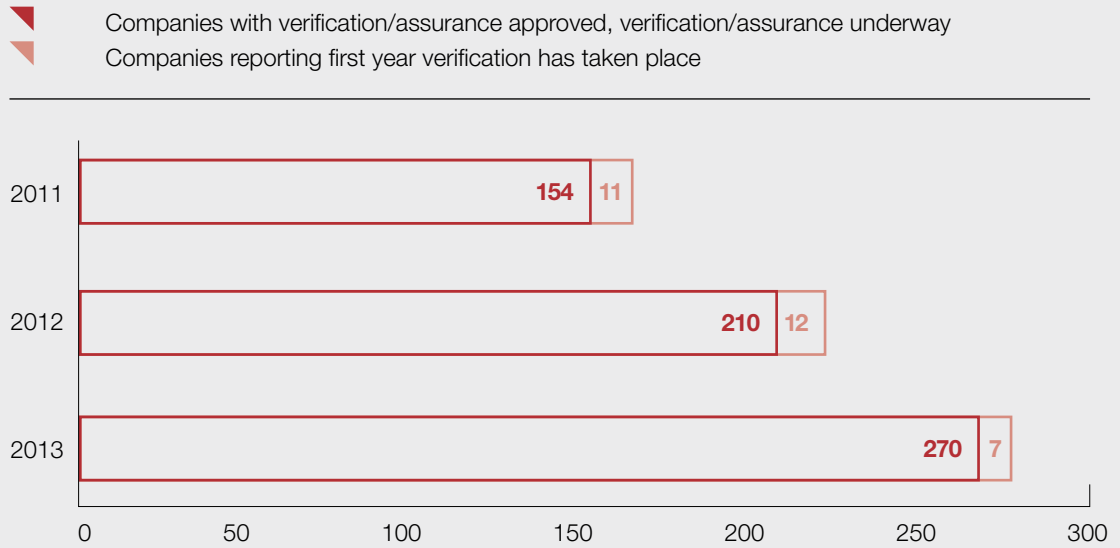 Companies with verification/assurance approved, verification/assurance underway
Companies reporting first year verification has taken place
2011 154 11
2012 210 12
2013 270 7
0 50 100 150 200 250 300